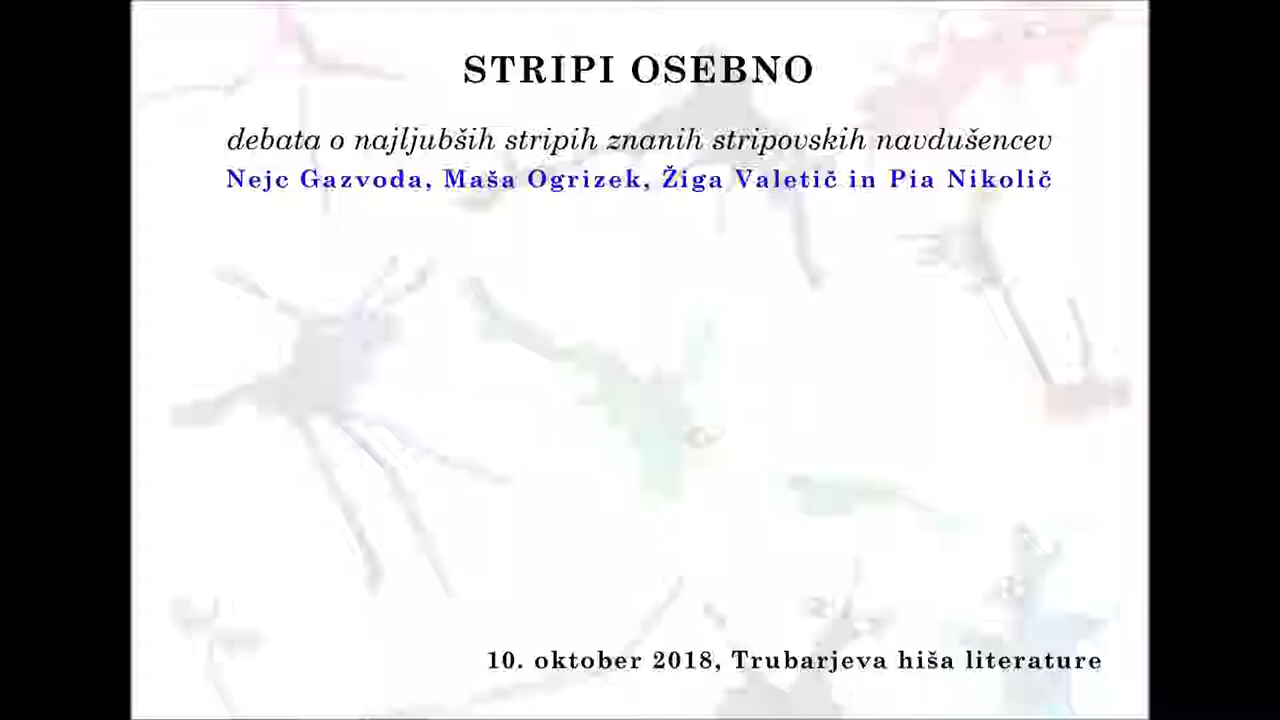 STRIPI OSEBNO
debata o najljubših stripih znanih stripovskih navdušencev
Nejc Gazvoda, Maša Ogrizek, Žiga Valetič in Pia Nikolič
10. oktober 2018, Trubarjeva hiša literature